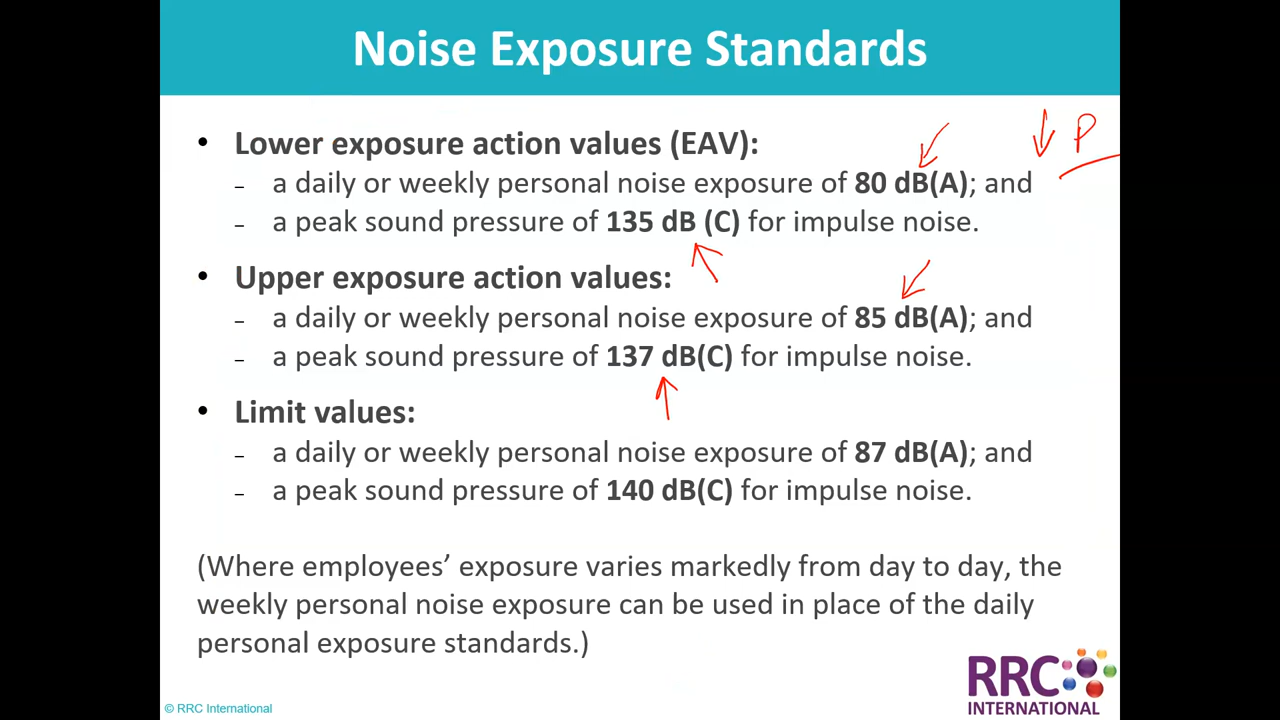 Noise Exposure Standards
• Lower exposure action values (EAV):
- a daily or weekly personal noise exposure of 80 dB(A); and
- a peak sound pressure of 135 dB (C) for impulse noise.
• Upper exposure action values:
- a daily or weekly personal noise exposure of 85 dB(A); and
- a peak sound pressure of 137 dB(C) for impulse noise.
• Limit values:
- a daily or weekly personal noise exposure of 87 dB(A); and
- a peak sound pressure of 140 dB(C) for impulse noise.
(Where employees’ exposure varies markedly from day to day, the
weekly personal noise exposure can be used in place of the daily
personal exposure standards.)
P
RRC
INTERNATIONAL
© RRC International